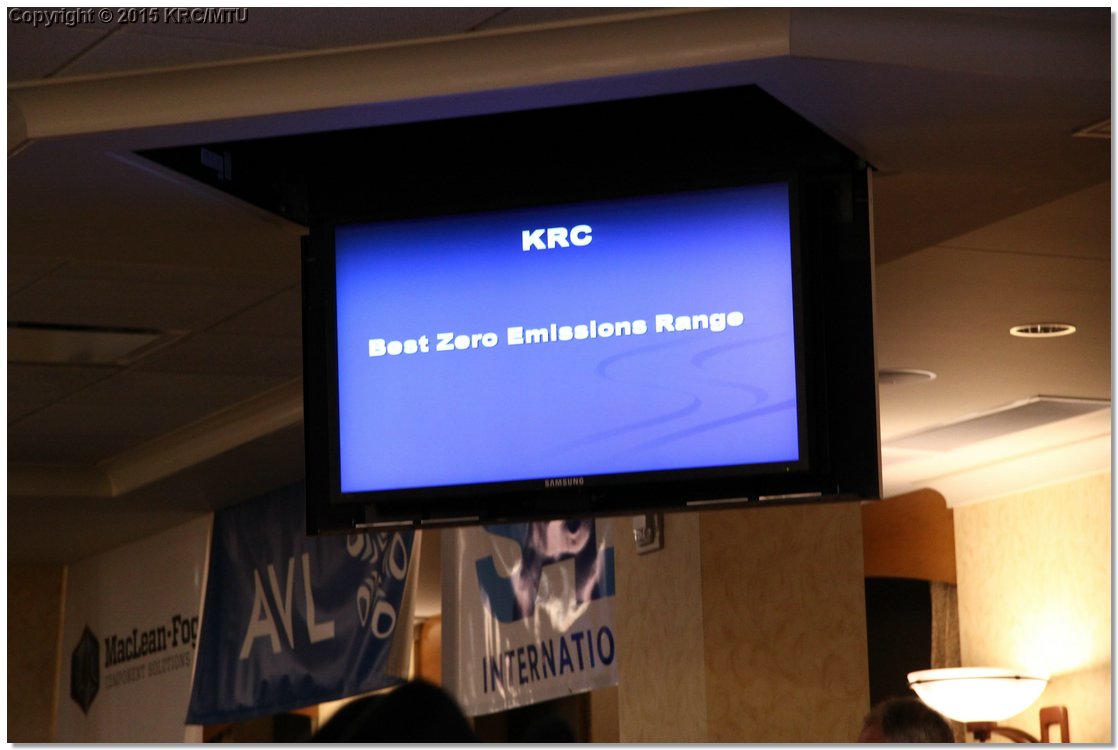 Copyright © 2015 KRC/MTU
KRC
Best Zero Emissions Range
SAMSUNG
AVL
MacLean-Fog
COMPONENT SOLUTIONS
INTERNATIO